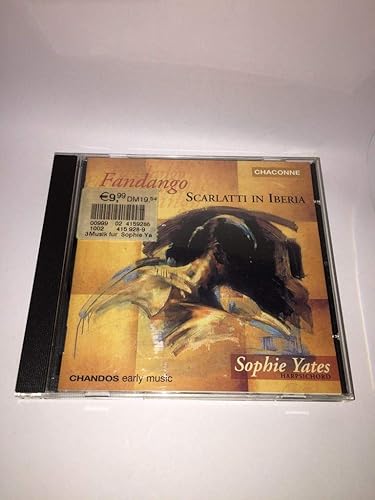 CHACONNE
Fandango
SCARLATTI IN IBERIA
€9.99 DM19,54
00999 02 4159286
1002 415 928-9
3Musik für Sophie Ya
Sophie Yates
HARPSICHORD
CHANDOS early music